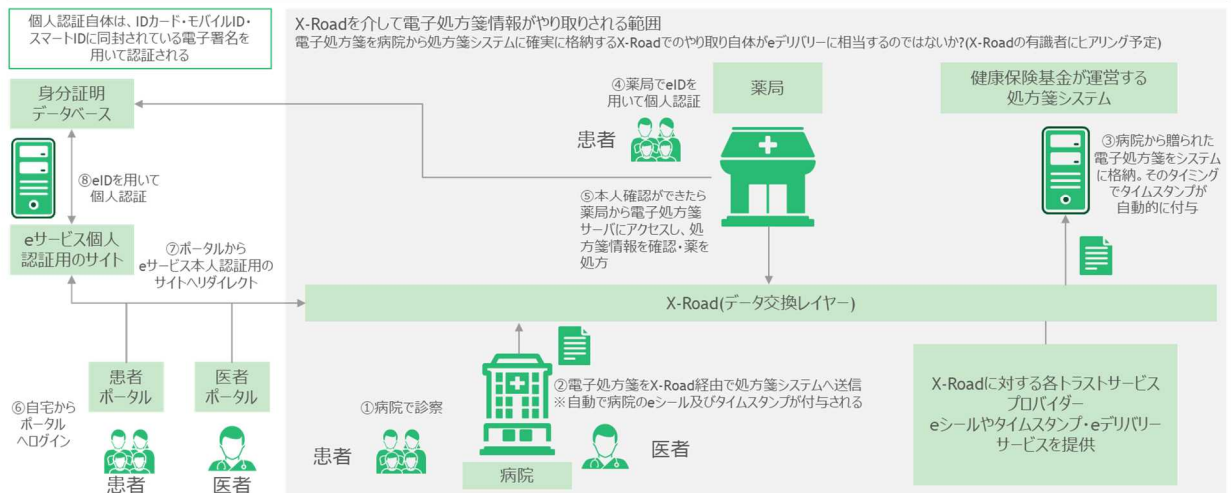 個人認証自体は、IDカード・モバイルID・
スマートIDに同封されている電子署名を
用いて認証される
X-Roadを介して電子処方箋情報がやり取りされる範囲
電子処方箋を病院から処方箋システムに確実に格納するX-Roadでのやり取り自体がeデリバリーに相当するのではないか?(X-Roadの有識者にヒアリング予定)
身分証明
データベース
⑧eIDを用いて
個人認証
eサービス個人
認証用のサイト
⑦ポータルから
eサービス本人認証用の
サイトへリダイレクト
④薬局でeIDを
用いて個人認証
患者
薬局
⑤本人確認ができたら
薬局から電子処方箋
サーバにアクセスし、処
方箋情報を確認・薬を
処方
健康保険基金が運営する
処方箋システム
③病院から贈られた
電子処方箋をシステム
に格納。そのタイミング
でタイムスタンプが
自動的に付与
X-Road(データ交換レイヤー)
患者
ポータル
医者
ポータル
⑥自宅から
ポータル
へログイン
患者
医者
①病院で診察
患者
病院
②電子処方箋をX-Road経由で処方箋システムへ送信
※自動で病院のeシール及びタイムスタンプが付与される
医者
X-Roadに対する各トラストサービス
プロバイダー
eシールやタイムスタンプ・eデリバリー
サービスを提供